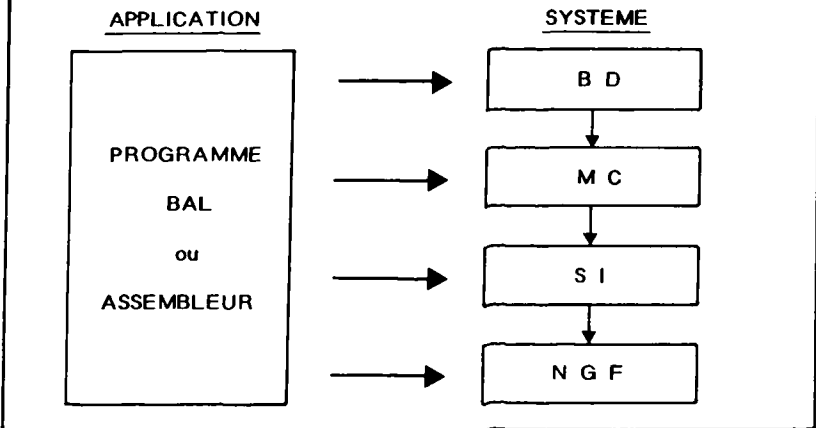 APPLICATION
SYSTEME
PROGRAMME
BAL
ou
ASSEMBLEUR
B D
M C
S I
N G F